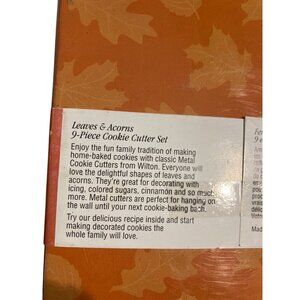 Leaves & Acorns
9-Piece Cookie Cutter Set
Enjoy the fun family tradition of making
home-baked cookies with classic Metal
Cookie Cutters from Wilton. Everyone will
love the delightful shapes of leaves and
acorns. They're great for decorating with
icing, colored sugars, cinnamon and so much
more. Metal cutters are perfect for hanging on
the wall until your next cookie-baking bash.
Try our delicious recipe inside and start
making decorated cookies the
whole family will love.